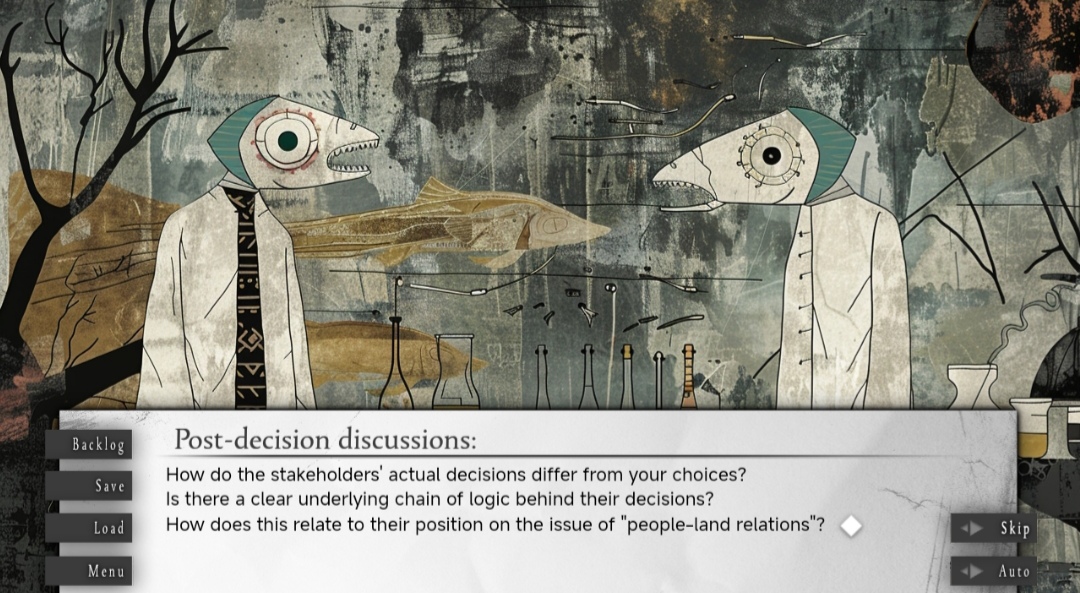 Post-decision discussions:
How do the stakeholders' actual decisions differ from your choices?
Is there a clear underlying chain of logic behind their decisions?
How does this relate to their position on the issue of "people-land relations"?
Backlog
Save
Load
Menu
Skip
Auto